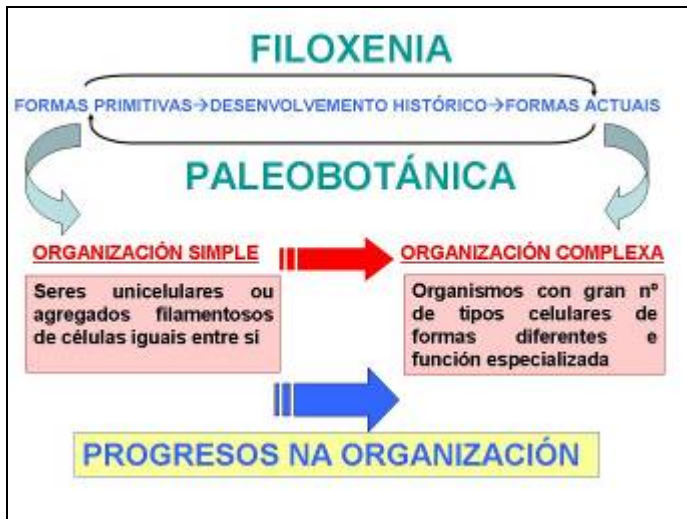 FILOXENIA
FORMAS PRIMITIVAS→DESENVOLVEMENTO HISTÓRICO→FORMAS ACTUAIS
PALEOBOTÁNICA
ORGANIZACIÓN SIMPLE
Seres unicelulares ou
agregados filamentosos
de células iguais entre sí
ORGANIZACIÓN COMPLEXA
Organismos con gran nº
de tipos celulares de
formas diferentes e
función especializada
PROGRESOS NA ORGANIZACIÓN